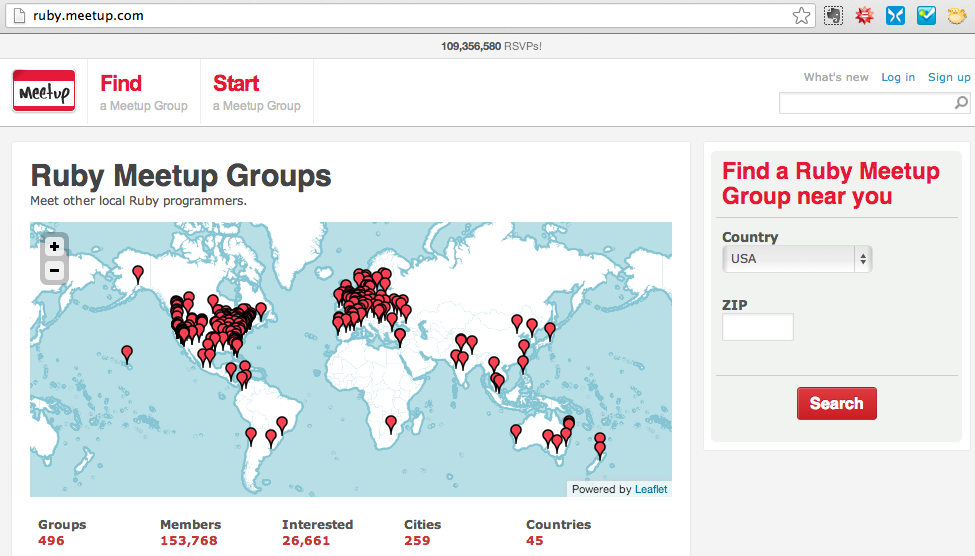 ruby.meetup.com
109,356,580 RSVPs!
Meetup
Find
a Meetup Group
Start
a Meetup Group
What's new Log in Sign up
Ruby Meetup Groups
Meet other local Ruby programmers.
+
−
Powered by Leaflet
Groups Members Interested Cities Countries
496 153,768 26,661 259 45
Find a Ruby Meetup
Group near you
Country
USA
ZIP
Search